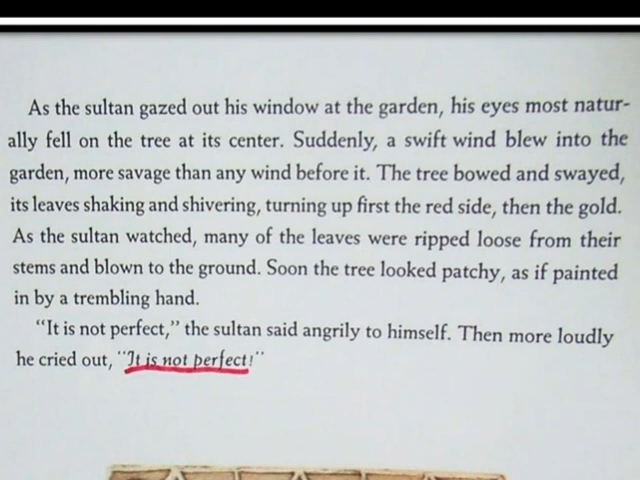 As the sultan gazed out his window at the garden, his eyes most natur-
ally fell on the tree at its center. Suddenly, a swift wind blew into the
garden, more savage than any wind before it. The tree bowed and swayed,
its leaves shaking and shivering, turning up first the red side, then the gold.
As the sultan watched, many of the leaves were ripped loose from their
stems and blown to the ground. Soon the tree looked patchy, as if painted
in by a trembling hand.
"It is not perfect," the sultan said angrily to himself. Then more loudly
he cried out, "It is not perfect!"